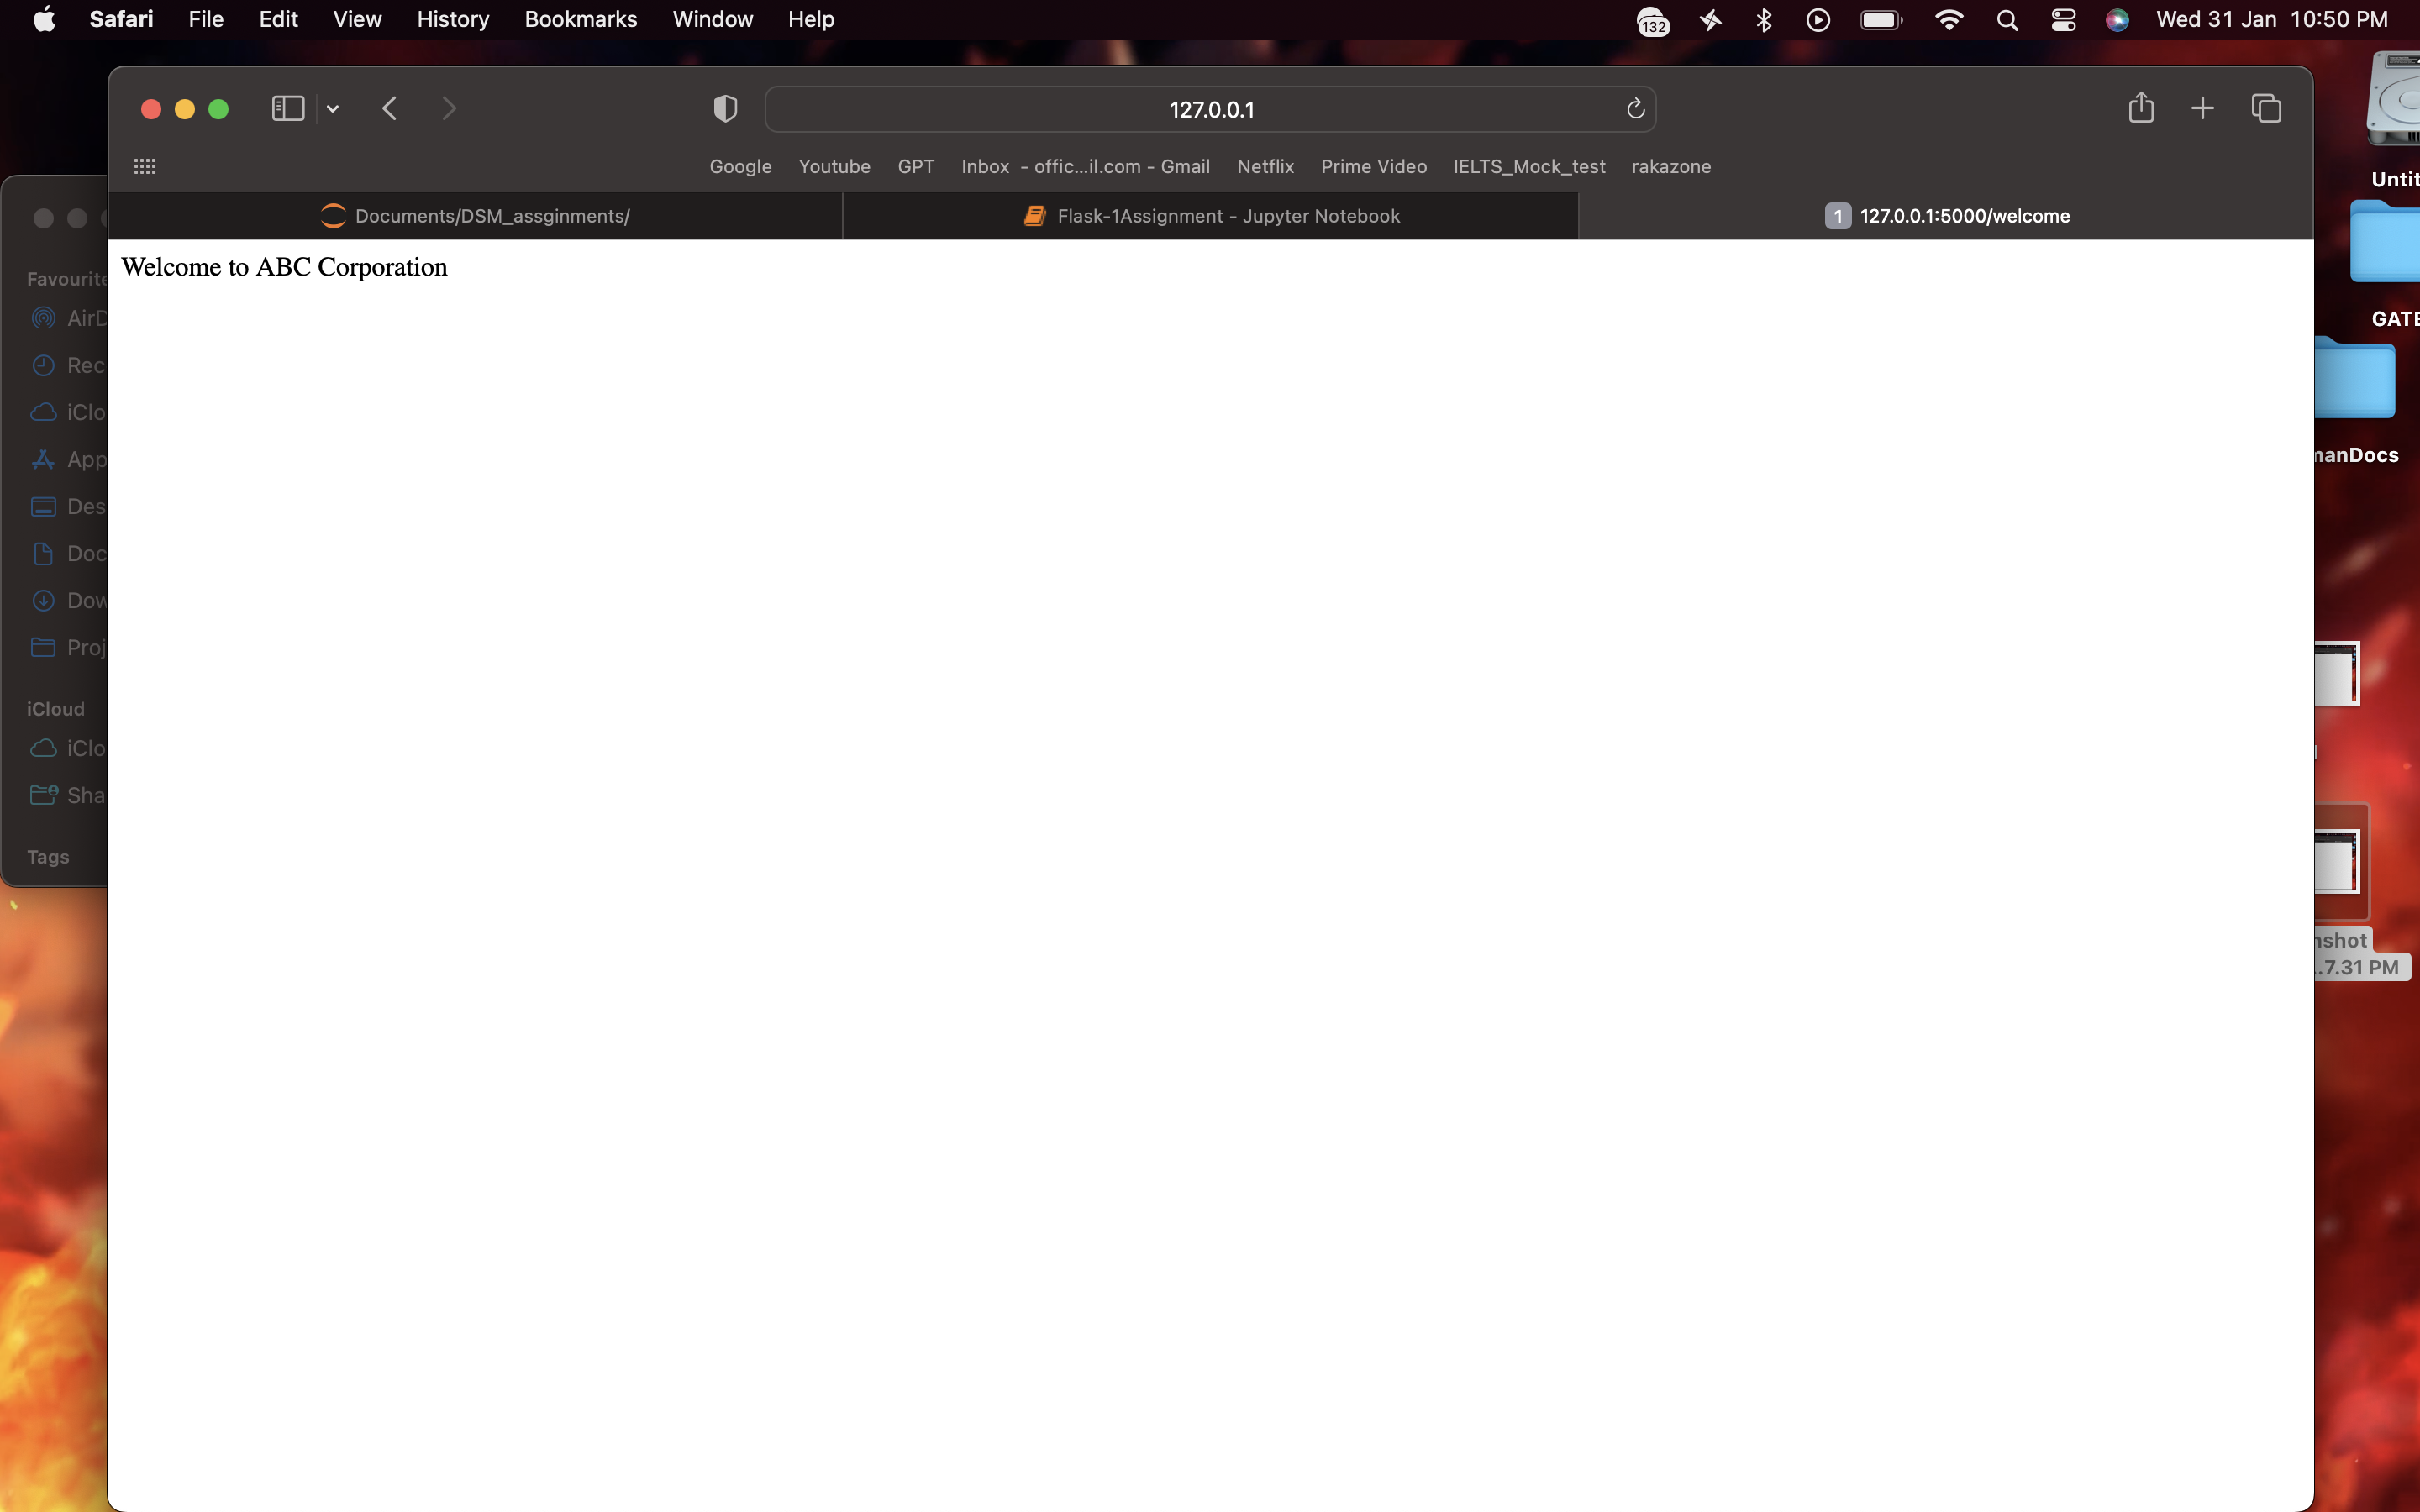 Safari File Edit View History Bookmarks Window Help 132 Wed 31 Jan 10:50 PM
127.0.0.1
Google Youtube GPT Inbox - offic...il.com - Gmail Netflix Prime Video IELTS_Mock_test rakazone
Documents/DSM_assginments/ Flask-1Assignment - Jupyter Notebook 1 127.0.0.1:5000/welcome
Welcome to ABC Corporation
Favourite
AirD
Rec
iClo
App
Des
Doc
Dow
Proj
iCloud
iClo
Sha
Tags
Untit
GATE
manDocs
nshot
..7.31 PM